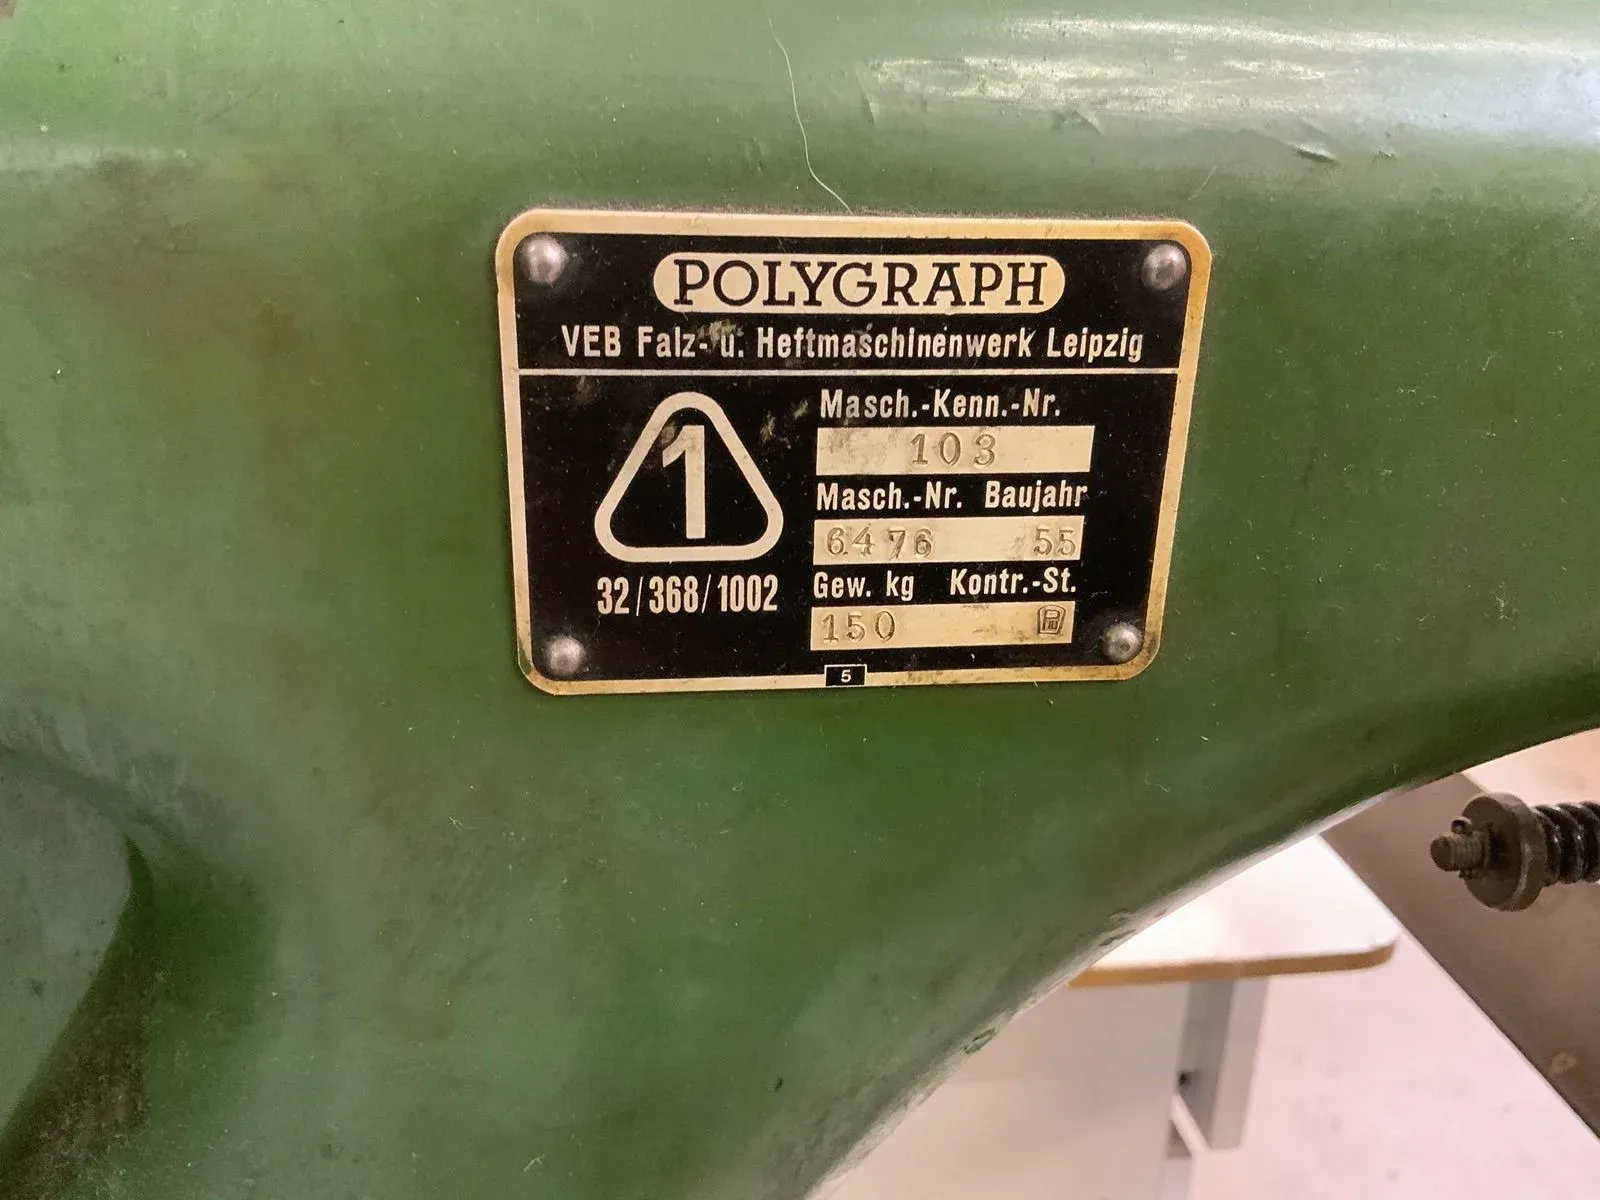 POLYGRAPH
VEB Falz- u. Heftmaschinenwerk Leipzig
1
32/368/1002
Masch.-Kenn.-Nr.
103
Masch.-Nr. Baujahr
6476 55
Gew. kg Kontr.-St.
150
5